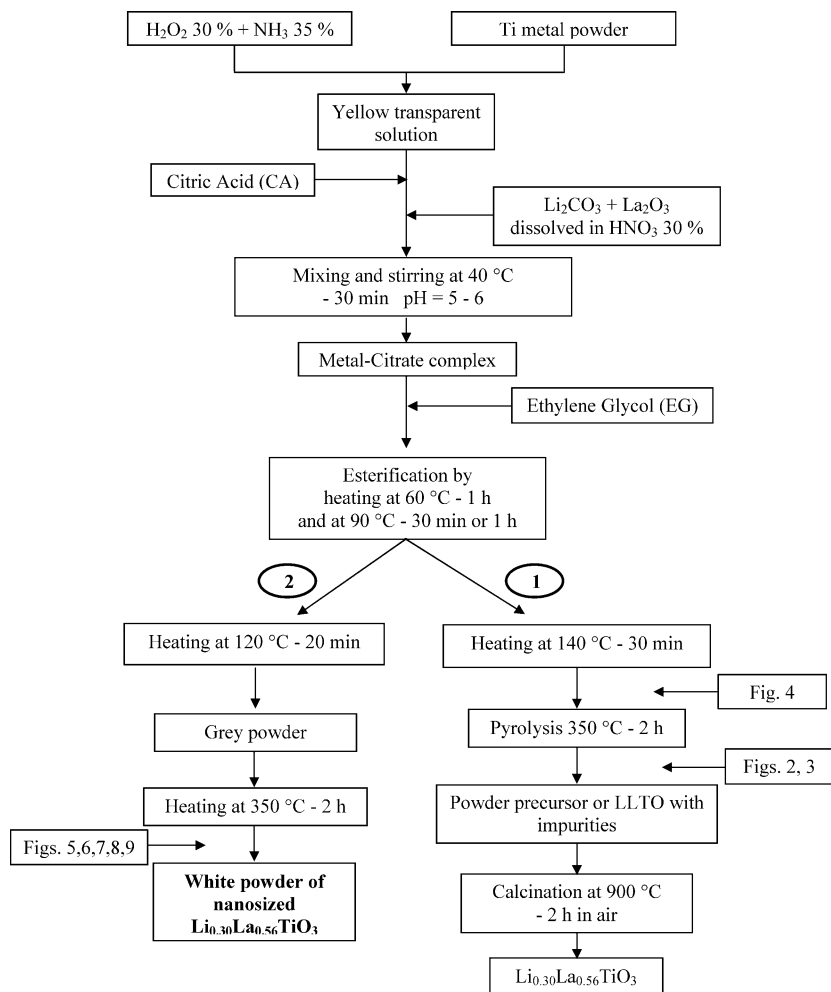 H₂O₂ 30 % + NH₃ 35 %
Ti metal powder
Yellow transparent
solution
Citric Acid (CA)
Li₂CO₃ + La₂O₃
dissolved in HNO₃ 30 %
Mixing and stirring at 40 °C
- 30 min pH = 5 - 6
Metal-Citrate complex
Ethylene Glycol (EG)
Esterification by
heating at 60 °C - 1 h
and at 90 °C - 30 min or 1 h
2
1
Heating at 120 °C - 20 min
Heating at 140 °C - 30 min
Fig. 4
Grey powder
Pyrolysis 350 °C - 2 h
Figs. 2, 3
Heating at 350 °C - 2 h
Powder precursor or LLTO with
impurities
Figs. 5,6,7,8,9
White powder of
nanosized
Li₀.₃₀La₀.₅₆TiO₃
Calcination at 900 °C
- 2 h in air
Li₀.₃₀La₀.₅₆TiO₃